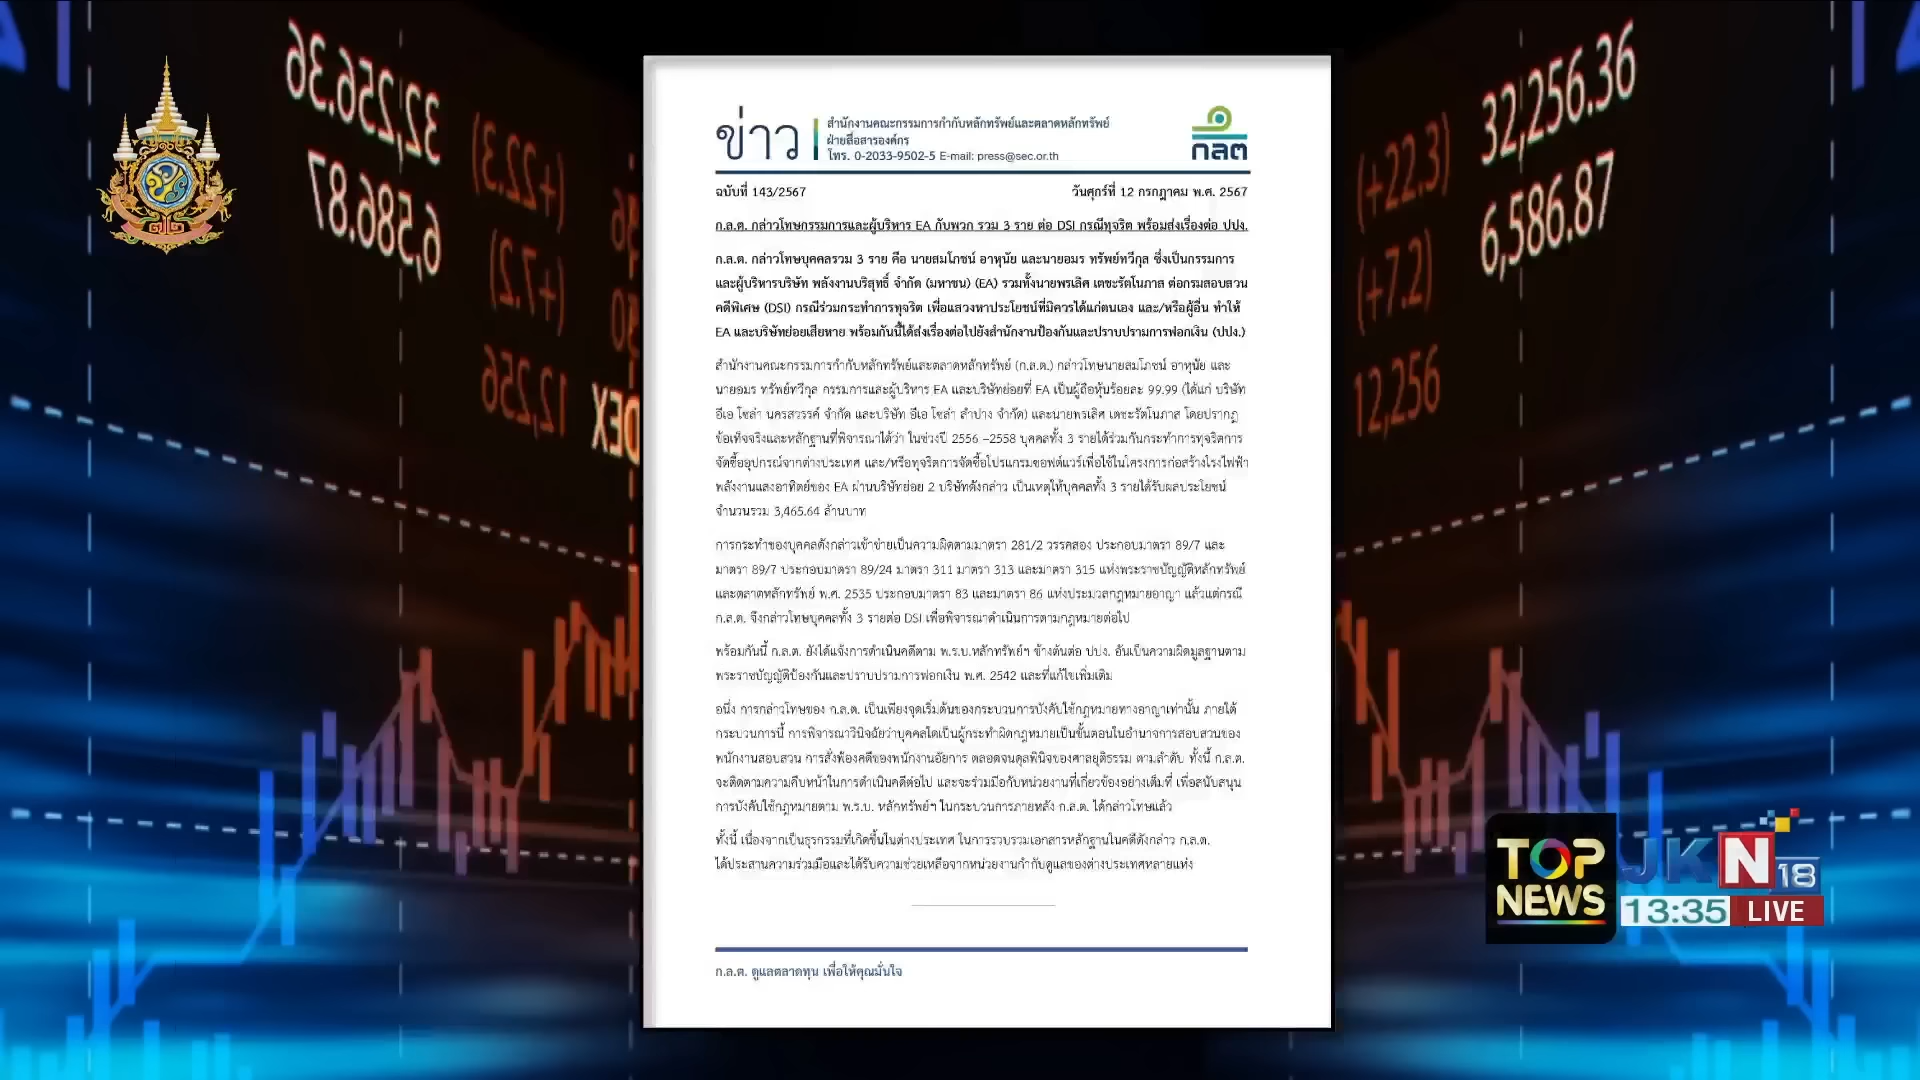 32,256.36
6,586.87
(+22.3)
(+7.2)
12,256
DEX
ข่าว
สำนักงานคณะกรรมการกำกับหลักทรัพย์และตลาดหลักทรัพย์
ฝ่ายสื่อสารองค์กร
โทร. 0-2033-9502-5 E-mail: press@sec.or.th
กลต
ฉบับที่ 143/2567
วันศุกร์ที่ 12 กรกฎาคม พ.ศ. 2567
ก.ล.ต. กล่าวโทษกรรมการและผู้บริหาร EA กับพวก รวม 3 ราย ต่อ DSI กรณีทุจริต พร้อมส่งเรื่องต่อ ปปง.
ก.ล.ต. กล่าวโทษบุคคลรวม 3 ราย คือ นายสมโภชน์ อาหุนัย และนายอมร ทรัพย์ทวีกุล ซึ่งเป็นกรรมการ
และผู้บริหารบริษัท พลังงานบริสุทธิ์ จำกัด (มหาชน) (EA) รวมทั้งนายพรเลิศ เตชะรัตโนภาส ต่อกรมสอบสวน
คดีพิเศษ (DSI) กรณีร่วมกระทำการทุจริต เพื่อแสวงหาประโยชน์ที่มิควรได้แก่ตนเอง และ/หรือผู้อื่น ทำให้
EA และบริษัทย่อยเสียหาย พร้อมกันนี้ได้ส่งเรื่องต่อไปยังสำนักงานป้องกันและปราบปรามการฟอกเงิน (ปปง.)
สำนักงานคณะกรรมการกำกับหลักทรัพย์และตลาดหลักทรัพย์ (ก.ล.ต.) กล่าวโทษนายสมโภชน์ อาหุนัย และ
นายอมร ทรัพย์ทวีกุล กรรมการและผู้บริหาร EA และบริษัทย่อยที่ EA เป็นผู้ถือหุ้นร้อยละ 99.99 (ได้แก่ บริษัท
อีเอ โซล่า นครสวรรค์ จำกัด และบริษัท อีเอ โซล่า ลำปาง จำกัด) และนายพรเลิศ เตชะรัตโนภาส โดยปรากฏ
ข้อเท็จจริงและหลักฐานที่พิจารณาได้ว่า ในช่วงปี 2556 –2558 บุคคลทั้ง 3 รายได้ร่วมกันกระทำการทุจริตการ
จัดซื้ออุปกรณ์จากต่างประเทศ และ/หรือทุจริตการจัดซื้อโปรแกรมซอฟต์แวร์เพื่อใช้ในโครงการก่อสร้างโรงไฟฟ้า
พลังงานแสงอาทิตย์ของ EA ผ่านบริษัทย่อย 2 บริษัทดังกล่าว เป็นเหตุให้บุคคลทั้ง 3 รายได้รับผลประโยชน์
จำนวนรวม 3,465.64 ล้านบาท
การกระทำของบุคคลดังกล่าวเข้าข่ายเป็นความผิดตามมาตรา 281/2 วรรคสอง ประกอบมาตรา 89/7 และ
มาตรา 89/7 ประกอบมาตรา 89/24 มาตรา 311 มาตรา 313 และมาตรา 315 แห่งพระราชบัญญัติหลักทรัพย์
และตลาดหลักทรัพย์ พ.ศ. 2535 ประกอบมาตรา 83 และมาตรา 86 แห่งประมวลกฎหมายอาญา แล้วแต่กรณี
ก.ล.ต. จึงกล่าวโทษบุคคลทั้ง 3 รายต่อ DSI เพื่อพิจารณาดำเนินการตามกฎหมายต่อไป
พร้อมกันนี้ ก.ล.ต. ยังได้แจ้งการดำเนินคดีตาม พ.ร.บ.หลักทรัพย์ฯ ข้างต้นต่อ ปปง. อันเป็นความผิดมูลฐานตาม
พระราชบัญญัติป้องกันและปราบปรามการฟอกเงิน พ.ศ. 2542 และที่แก้ไขเพิ่มเติม
อนึ่ง การกล่าวโทษของ ก.ล.ต. เป็นเพียงจุดเริ่มต้นของกระบวนการบังคับใช้กฎหมายทางอาญาเท่านั้น ภายใต้
กระบวนการนี้ การพิจารณาวินิจฉัยว่าบุคคลใดเป็นผู้กระทำผิดกฎหมายเป็นขั้นตอนในอำนาจการสอบสวนของ
พนักงานสอบสวน การสั่งฟ้องคดีของพนักงานอัยการ ตลอดจนดุลพินิจของศาลยุติธรรม ตามลำดับ ทั้งนี้ ก.ล.ต.
จะติดตามความคืบหน้าในการดำเนินคดีต่อไป และจะร่วมมือกับหน่วยงานที่เกี่ยวข้องอย่างเต็มที่ เพื่อสนับสนุน
การบังคับใช้กฎหมายตาม พ.ร.บ. หลักทรัพย์ฯ ในกระบวนการภายหลัง ก.ล.ต. ได้กล่าวโทษแล้ว
ทั้งนี้ เนื่องจากเป็นธุรกรรมที่เกิดขึ้นในต่างประเทศ ในการรวบรวมเอกสารหลักฐานในคดีดังกล่าว ก.ล.ต.
ได้ประสานความร่วมมือและได้รับความช่วยเหลือจากหน่วยงานกำกับดูแลของต่างประเทศหลายแห่ง
ก.ล.ต. ดูแลตลาดทุน เพื่อให้คุณมั่นใจ
32,256.36
6,586.87
(+22.3)
(+7.2)
12,256
TOP
NEWS
JKN 18
13:35 LIVE